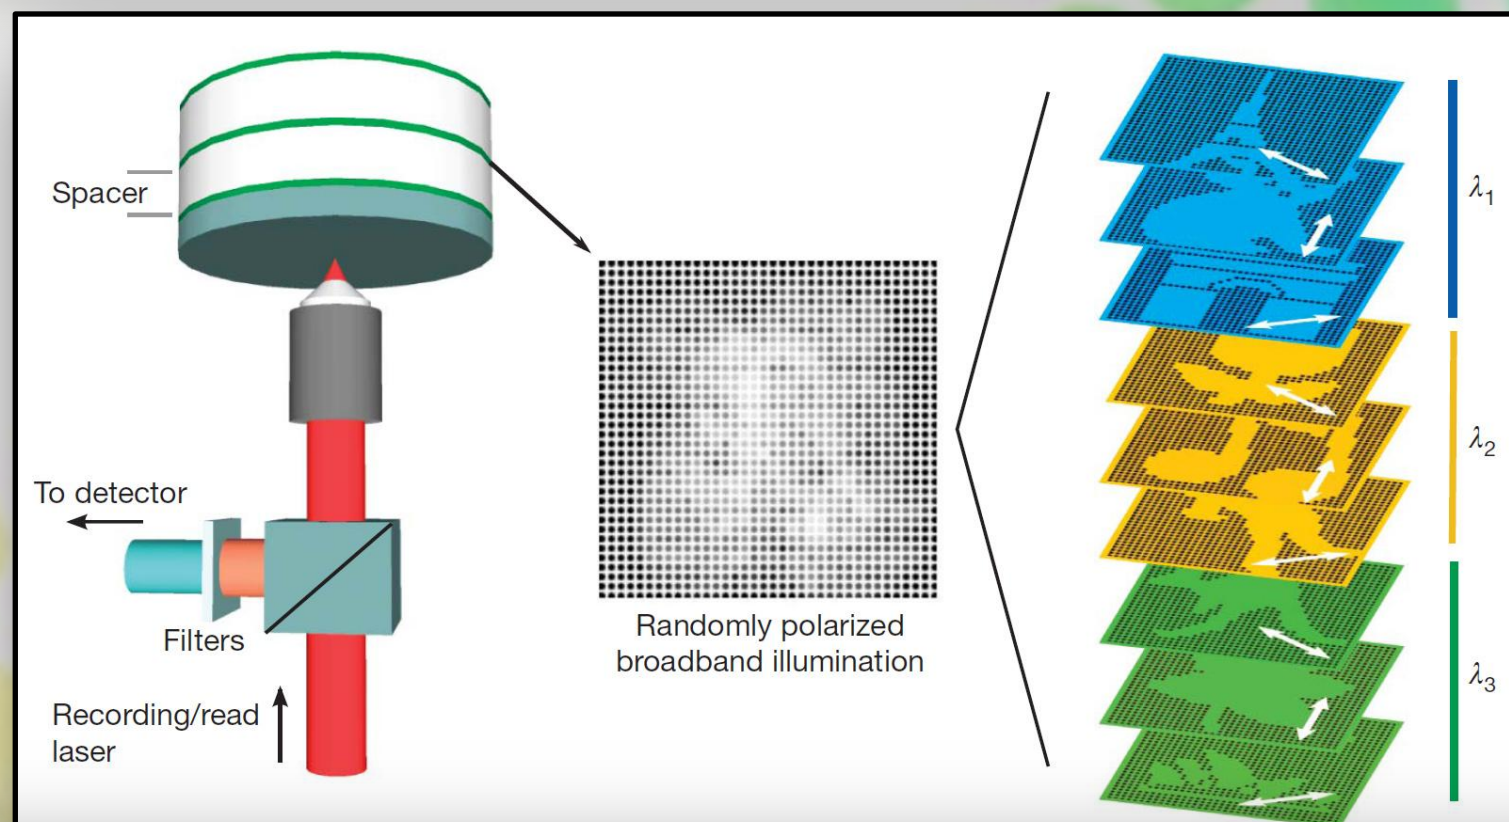 Spacer
To detector
Filters
Recording/read
laser
Randomly polarized
broadband illumination
λ1
λ2
λ3